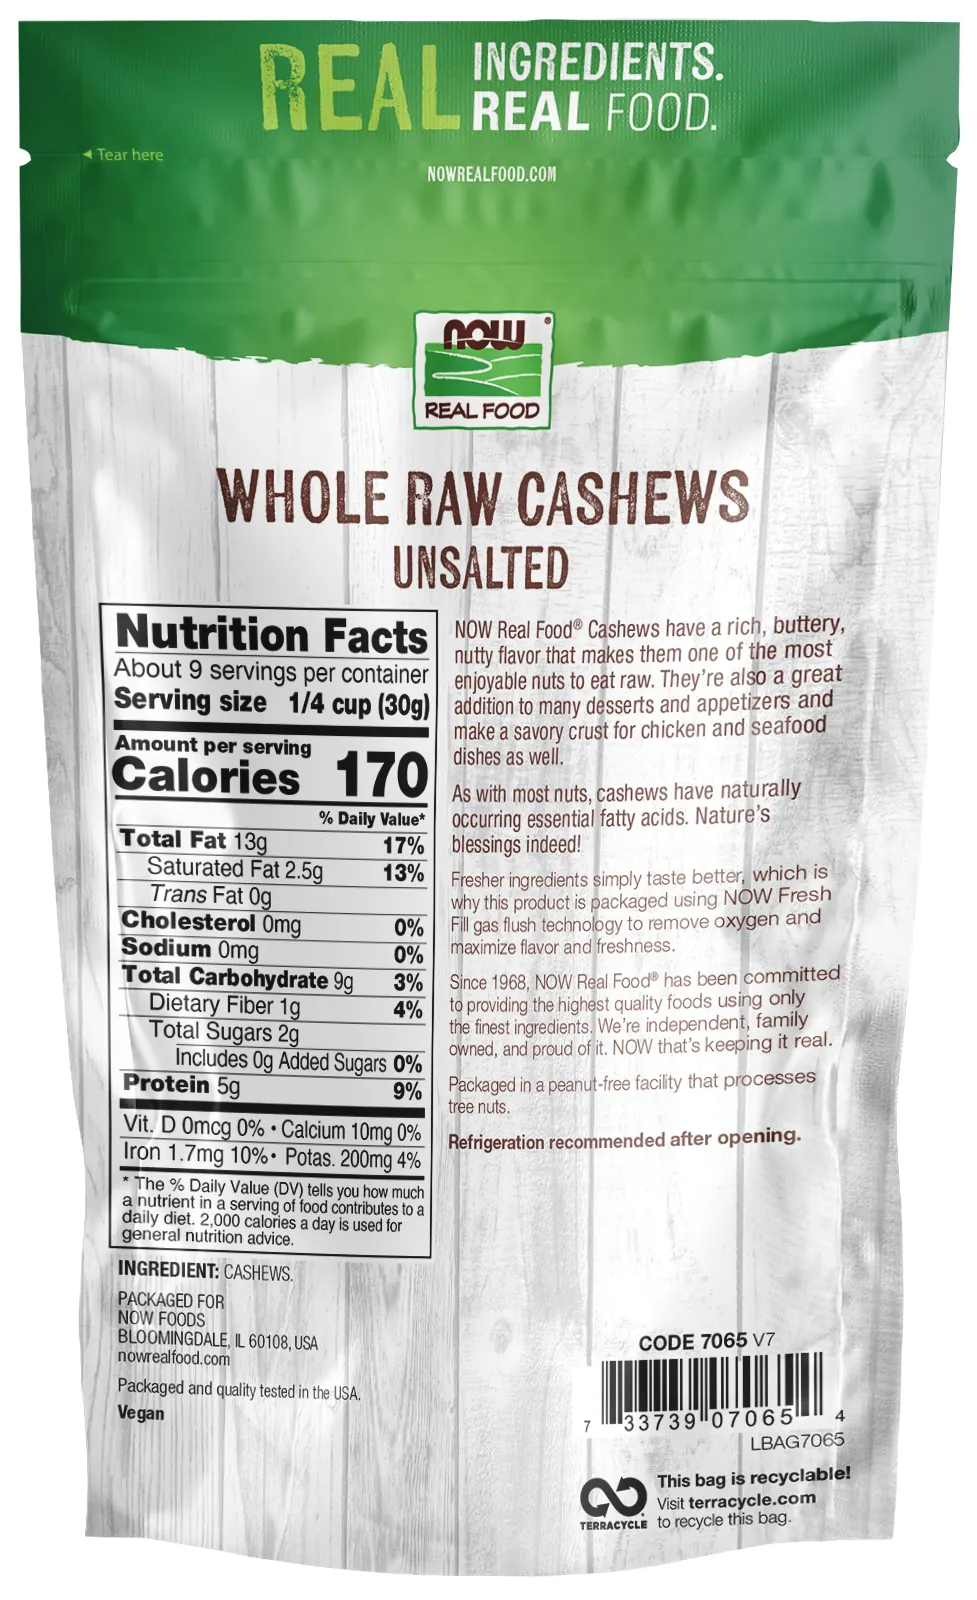 REAL INGREDIENTS.
REAL FOOD.
◄ Tear here
NOWREALFOOD.COM
NOW®
REAL FOOD
WHOLE RAW CASHEWS
UNSALTED
Nutrition Facts
About 9 servings per container
Serving size 1/4 cup (30g)
Amount per serving
Calories 170
% Daily Value*
Total Fat 13g 17%
Saturated Fat 2.5g 13%
Trans Fat 0g
Cholesterol 0mg 0%
Sodium 0mg 0%
Total Carbohydrate 9g 3%
Dietary Fiber 1g 4%
Total Sugars 2g
Includes 0g Added Sugars 0%
Protein 5g 9%
Vit. D 0mcg 0% • Calcium 10mg 0%
Iron 1.7mg 10% • Potas. 200mg 4%
* The % Daily Value (DV) tells you how much
a nutrient in a serving of food contributes to a
daily diet. 2,000 calories a day is used for
general nutrition advice.
INGREDIENT: CASHEWS.
PACKAGED FOR
NOW FOODS
BLOOMINGDALE, IL 60108, USA
nowrealfood.com
Packaged and quality tested in the USA.
Vegan
NOW Real Food® Cashews have a rich, buttery,
nutty flavor that makes them one of the most
enjoyable nuts to eat raw. They're also a great
addition to many desserts and appetizers and
make a savory crust for chicken and seafood
dishes as well.
As with most nuts, cashews have naturally
occurring essential fatty acids. Nature's
blessings indeed!
Fresher ingredients simply taste better, which is
why this product is packaged using NOW Fresh
Fill gas flush technology to remove oxygen and
maximize flavor and freshness.
Since 1968, NOW Real Food® has been committed
to providing the highest quality foods using only
the finest ingredients. We're independent, family
owned, and proud of it. NOW that's keeping it real.
Packaged in a peanut-free facility that processes
tree nuts.
Refrigeration recommended after opening.
CODE 7065 V7
7 33739 07065 4
LBAG7065
TERRACYCLE
This bag is recyclable!
Visit terracycle.com
to recycle this bag.